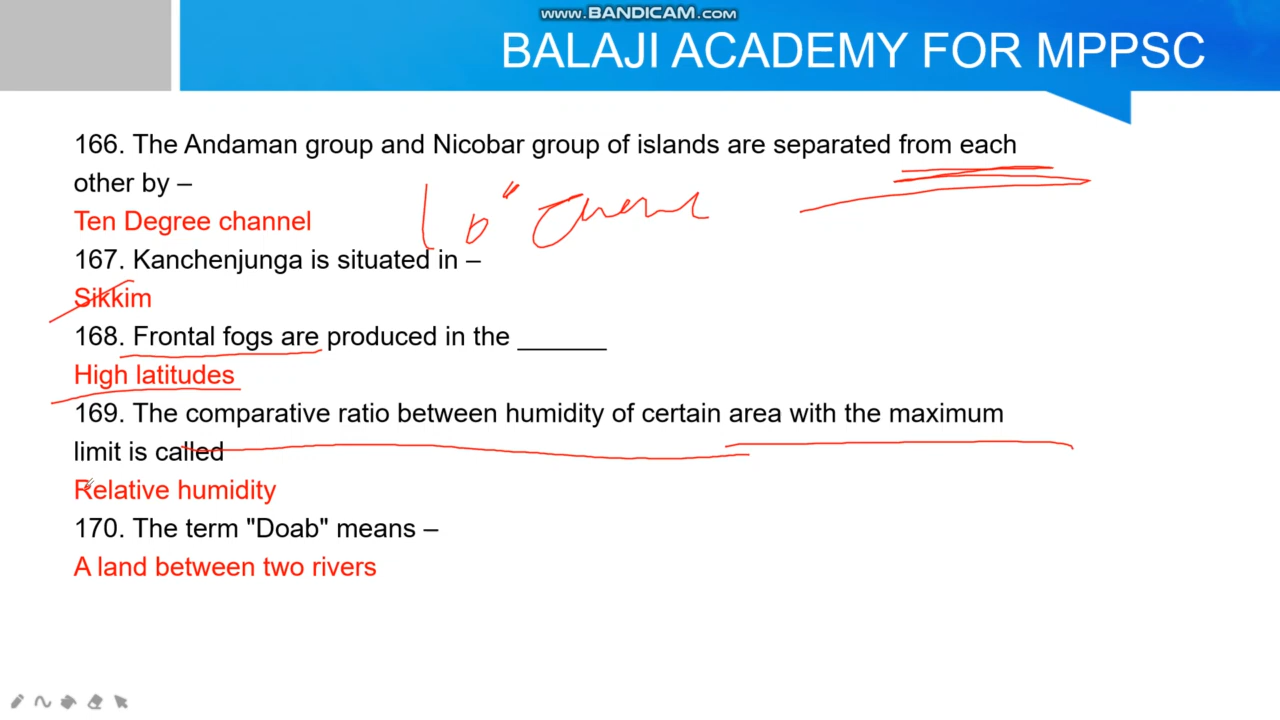 www.BANDICAM.com
BALAJI ACADEMY FOR MPPSC
166. The Andaman group and Nicobar group of islands are separated from each
other by –
Ten Degree channel
10°
167. Kanchenjunga is situated in –
Sikkim
168. Frontal fogs are produced in the ______
High latitudes
169. The comparative ratio between humidity of certain area with the maximum
limit is called
Relative humidity
170. The term "Doab" means –
A land between two rivers